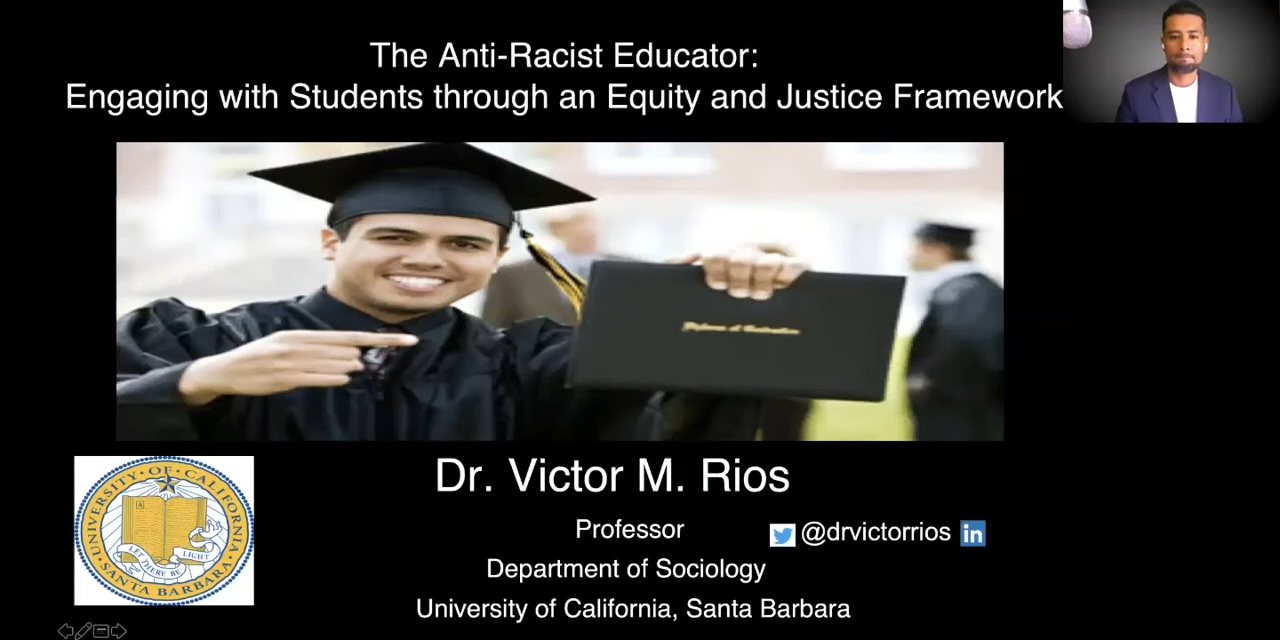 The Anti-Racist Educator:
Engaging with Students through an Equity and Justice Framework
Dr. Victor M. Rios
Professor
@drvictorrios
in
Department of Sociology
University of California, Santa Barbara
UNIVERSITY OF CALIFORNIA
A
LET THERE BE LIGHT
SANTA BARBARA